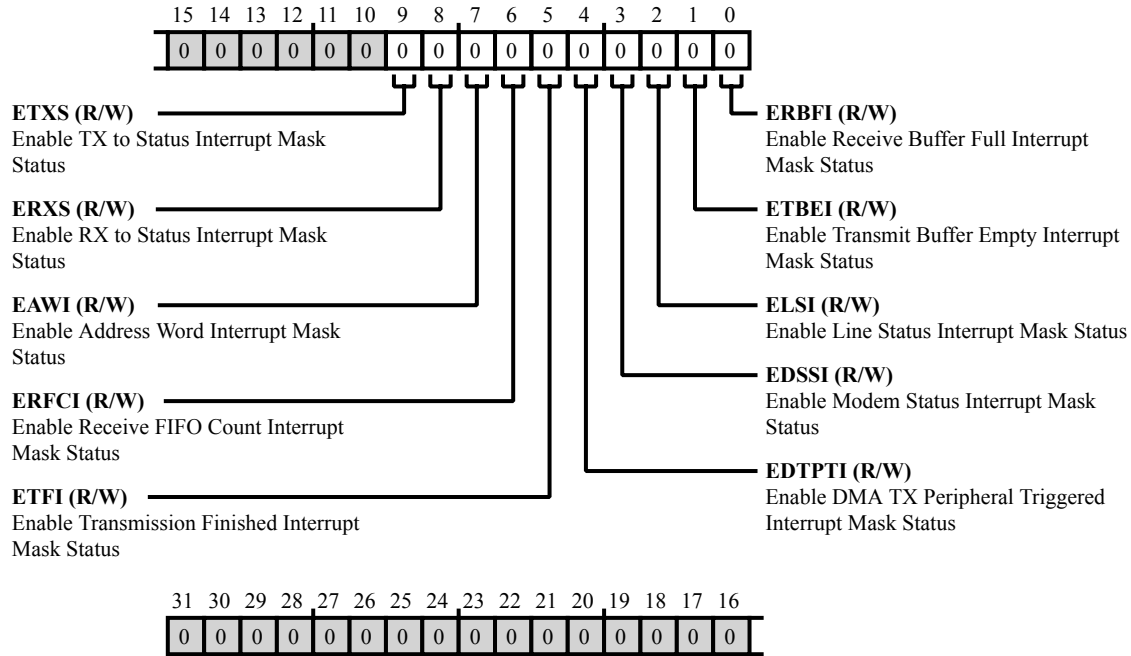 15 14 13 12 11 10 9 8 7 6 5 4 3 2 1 0
0 0 0 0 0 0 0 0 0 0 0 0 0 0 0 0
ETXS (R/W)
Enable TX to Status Interrupt Mask
Status
ERXS (R/W)
Enable RX to Status Interrupt Mask
Status
EAWI (R/W)
Enable Address Word Interrupt Mask
Status
ERFCI (R/W)
Enable Receive FIFO Count Interrupt
Mask Status
ETFI (R/W)
Enable Transmission Finished Interrupt
Mask Status
ERBFI (R/W)
Enable Receive Buffer Full Interrupt
Mask Status
ETBEI (R/W)
Enable Transmit Buffer Empty Interrupt
Mask Status
ELSI (R/W)
Enable Line Status Interrupt Mask Status
EDSSI (R/W)
Enable Modem Status Interrupt Mask
Status
EDTPTI (R/W)
Enable DMA TX Peripheral Triggered
Interrupt Mask Status
31 30 29 28 27 26 25 24 23 22 21 20 19 18 17 16
0 0 0 0 0 0 0 0 0 0 0 0 0 0 0 0